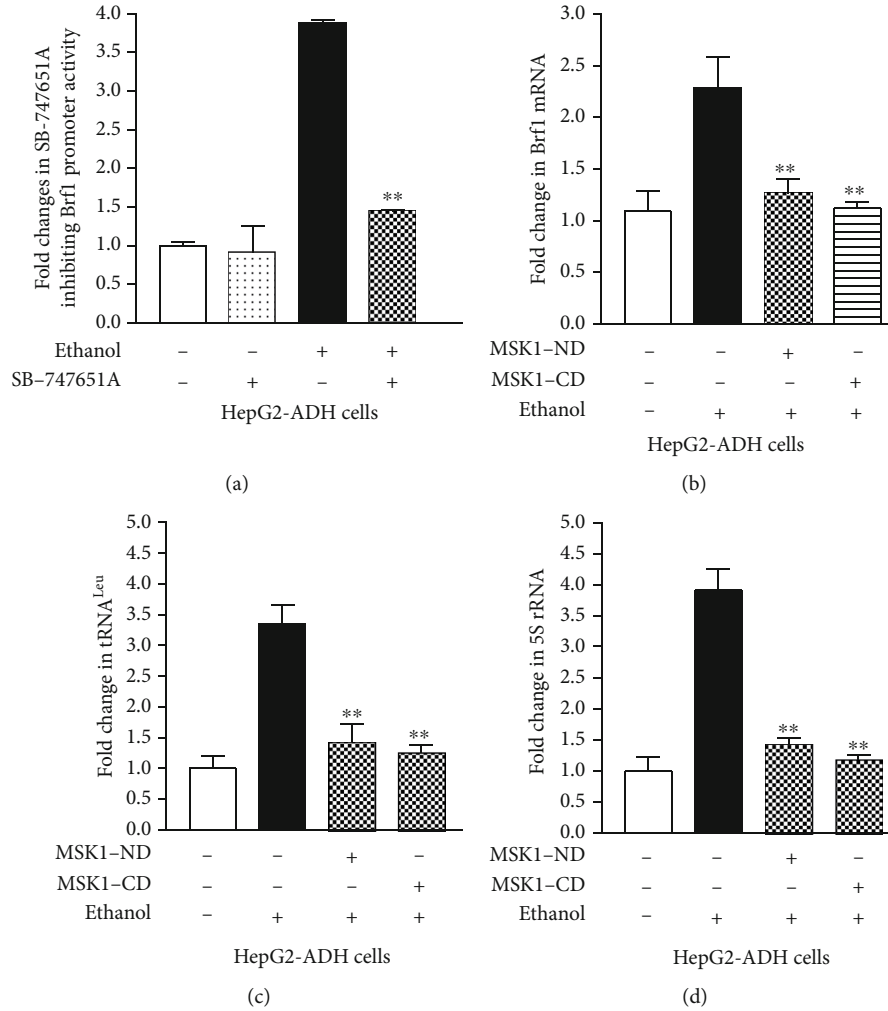 Fold changes in SB-747651A
inhibiting Brf1 promoter activity
4.0
3.5
3.0
2.5
2.0
1.5
1.0
0.5
0.0
**
Ethanol – – + +
SB–747651A – + – +
HepG2-ADH cells
(a)
Fold change in Brf1 mRNA
3.0
2.5
2.0
1.5
1.0
0.5
0.0
** **
MSK1–ND – – + –
MSK1–CD – – – +
Ethanol – + + +
HepG2-ADH cells
(b)
Fold change in tRNA^Leu
5.0
4.5
4.0
3.5
3.0
2.5
2.0
1.5
1.0
0.5
0.0
** **
MSK1–ND – – + –
MSK1–CD – – – +
Ethanol – + + +
HepG2-ADH cells
(c)
Fold change in 5S rRNA
5.0
4.5
4.0
3.5
3.0
2.5
2.0
1.5
1.0
0.5
0.0
** **
MSK1–ND – – + –
MSK1–CD – – – +
Ethanol – + + +
HepG2-ADH cells
(d)